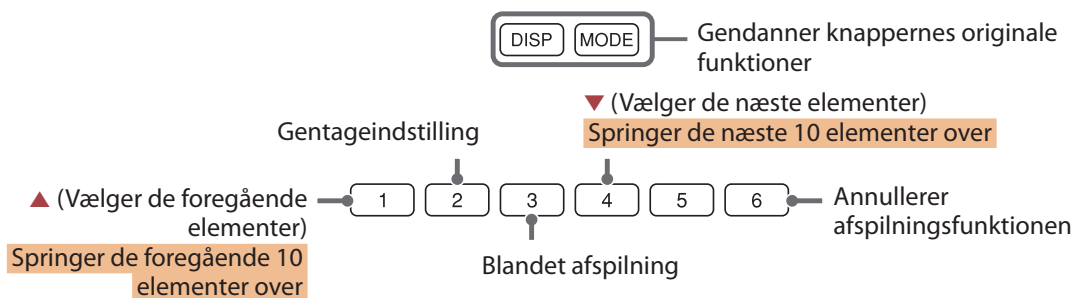 DISP MODE
Gendanner knappernes originale
funktioner
▼ (Vælger de næste elementer)
Springer de næste 10 elementer over
Gentageindstilling
▲ (Vælger de foregående
elementer)
Springer de foregående 10
elementer over
1 2 3 4 5 6
Annullerer
afspilningsfunktionen
Blandet afspilning